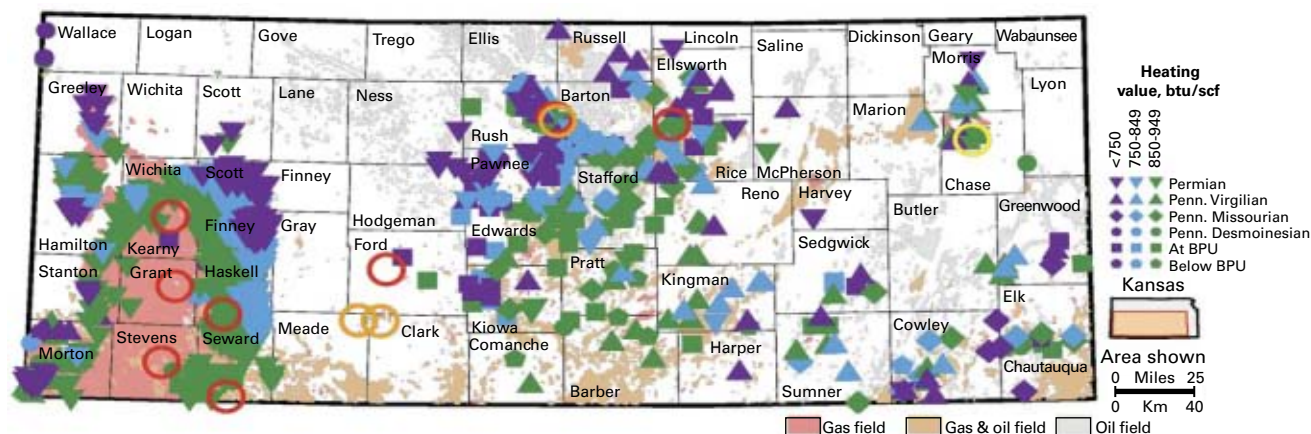 Wallace Logan Gove Trego Ellis Russell Lincoln Saline Dickinson Geary Wabaunsee
Ellsworth Morris
Greeley Wichita Scott Lane Ness Barton Marion Lyon
Rush
Pawnee
Wichita Scott Finney Stafford Rice McPherson Chase
Reno Harvey
Hamilton Kearny Finney Gray Hodgeman Edwards Butler Greenwood
Ford Sedgwick
Stanton Grant Haskell Pratt Kingman Elk
Morton Stevens Seward Meade Clark Kiowa Harper Cowley
Comanche
Barber Sumner Chautauqua
Heating
value, btu/scf
<750
750-849
850-949
Permian
Penn. Virgilian
Penn. Missourian
Penn. Desmoinesian
At BPU
Below BPU
Kansas
Area shown
0 Miles 25
0 Km 40
Gas field Gas & oil field Oil field